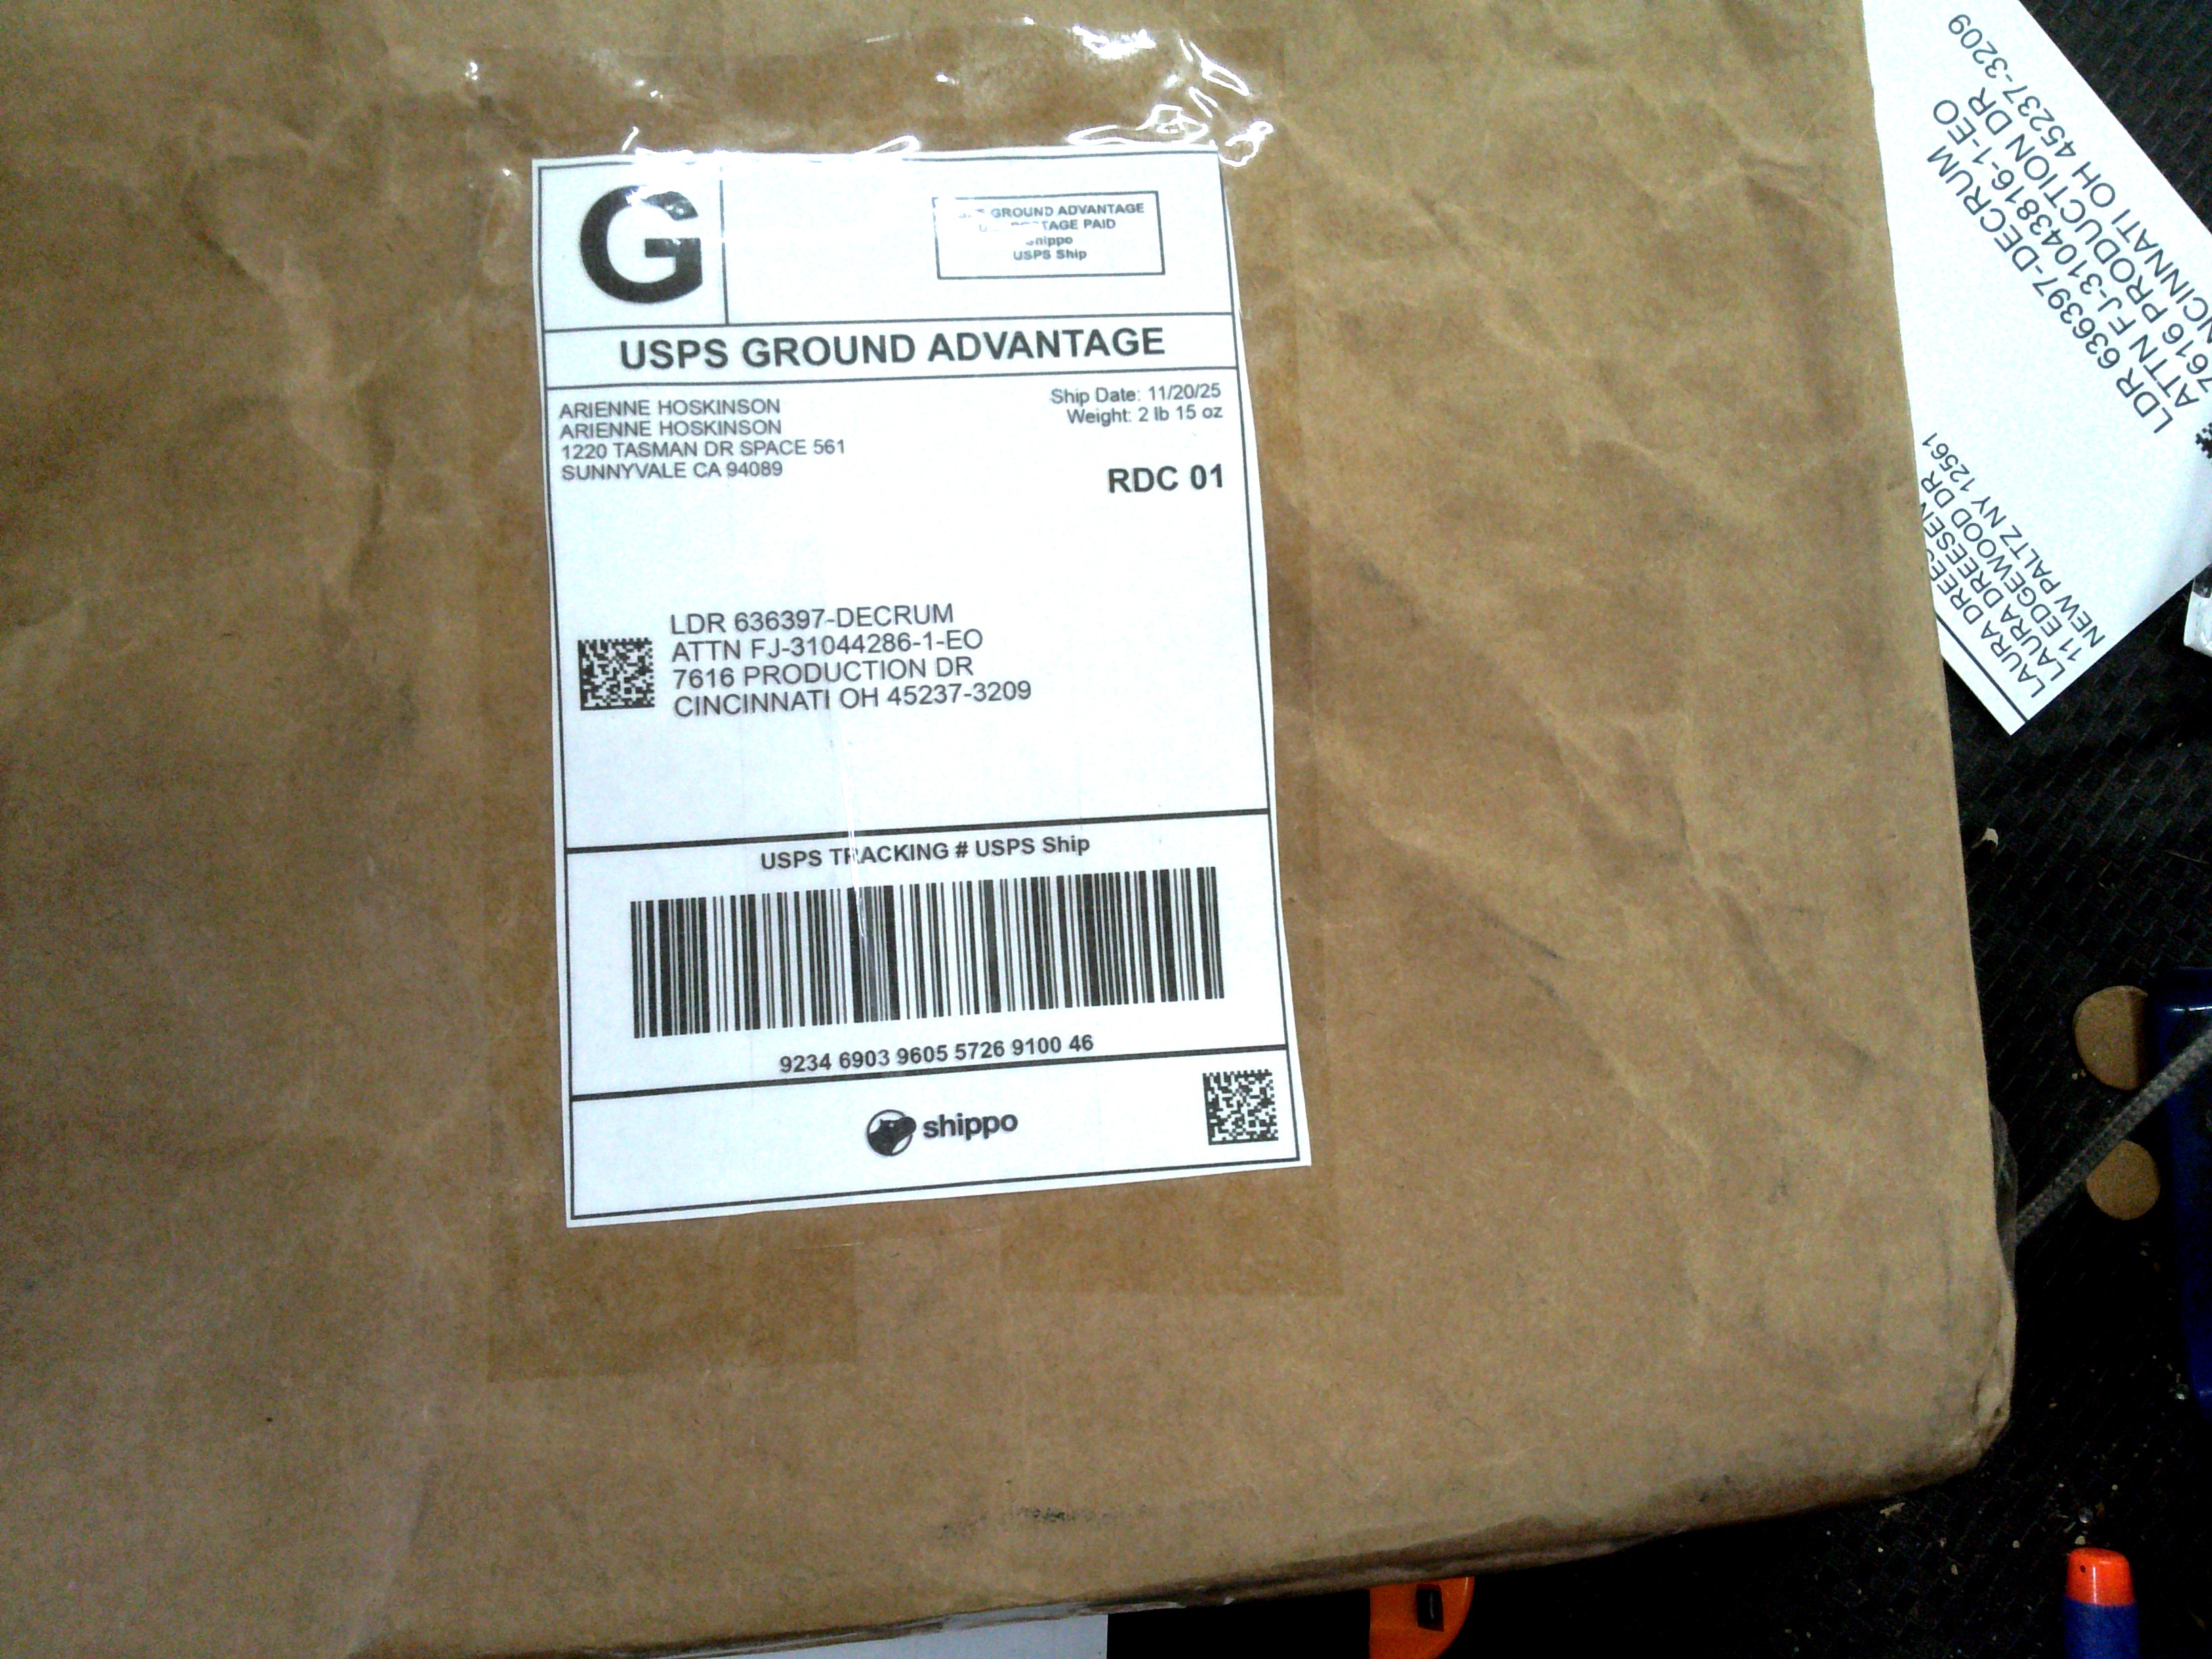 G
GROUND ADVANTAGE
PAID
shippo
USPS Ship
USPS GROUND ADVANTAGE
ARIENNE HOSKINSON
ARIENNE HOSKINSON
1220 TASMAN DR SPACE 561
SUNNYVALE CA 94089
Ship Date: 11/20/25
Weight: 2 lb 15 oz
RDC 01
LDR 636397-DECRUM
ATTN FJ-31044286-1-EO
7616 PRODUCTION DR
CINCINNATI OH 45237-3209
USPS TRACKING # USPS Ship
9234 6903 9605 5726 9100 46
shippo
LAURA
LAURA DREESEN
11 EDGEWOOD DR
NEW PALTZ NY 12561
LDR 636397-DECRUM
ATTN FJ-31043816-1-EO
7616 PRODUCTION DR
CINCINNATI OH 45237-3209